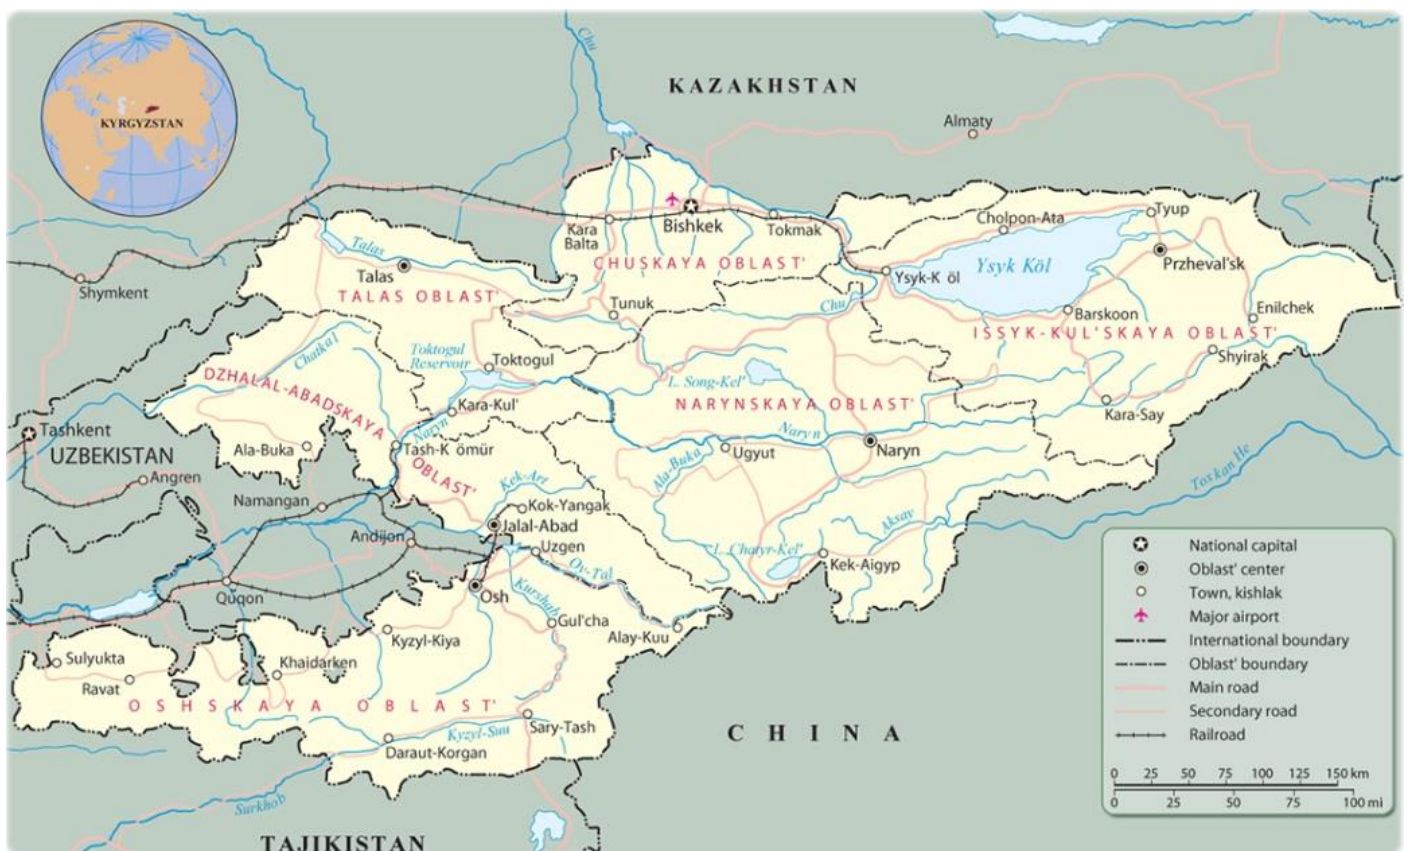 Chu
KAZAKHSTAN
KYRGYZSTAN
Almaty
Kara
Balta
Bishkek
Tokmak
Cholpon-Ata
Tyup
Talas
Talas
CHUSKAYA OBLAST'
Ysyk-K öl
Ysyk Köl
Przheval'sk
Shymkent
TALAS OBLAST'
Tunuk
Chu
Barskoon
Enilchek
ISSYK-KUL'SKAYA OBLAST'
Chatkal
Toktogul
Reservoir
Toktogul
Shyirak
DZHALAL-ABADSKAYA
OBLAST'
L. Song-Kel'
Kara-Kul'
NARYNSKAYA OBLAST'
Kara-Say
Tashkent
UZBEKISTAN
Naryn
Naryn
Ala-Buka
Tash-K ömür
Ugyut
Naryn
Angren
Ala-Buka
Toxkan He
Kek-Art
Namangan
Kok-Yangak
Aksay
Andijon
Jalal-Abad
Uzgen
L. Chatyr-Kel'
Kek-Aigyp
Oy-Tal
Quqon
Osh
Kurshab
Gul'cha
Kyzyl-Kiya
Alay-Kuu
Sulyukta
Khaidarken
Ravat
OSHSKAYA OBLAST'
Sary-Tash
Kyzyl-Suu
Daraut-Korgan
CHINA
Surkhob
TAJIKISTAN
National capital
Oblast' center
Town, kishlak
Major airport
International boundary
Oblast' boundary
Main road
Secondary road
Railroad
0 25 50 75 100 125 150 km
0 25 50 75 100 mi